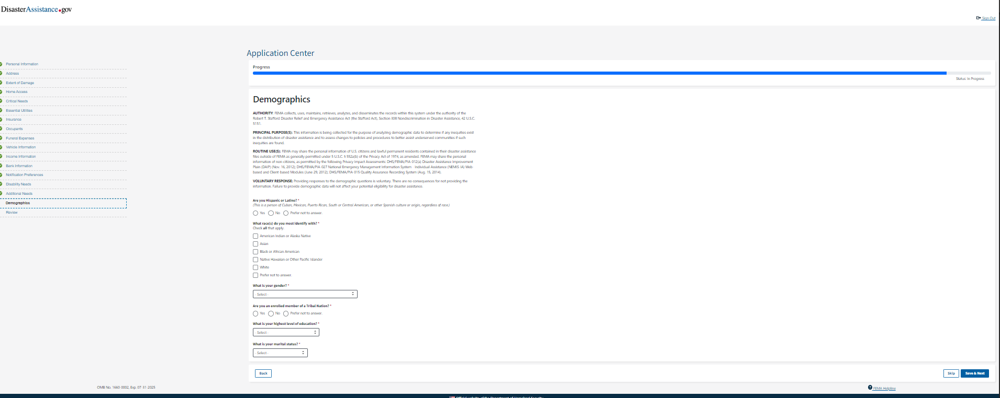 DisasterAssistance.gov
Sign Out
Application Center
Personal Information
Address
Extent of Damage
Home Access
Critical Needs
Essential Utilities
Insurance
Occupants
Funeral Expenses
Vehicle Information
Income Information
Bank Information
Notification Preferences
Disability Needs
Additional Needs
Demographics
Review
Progress
Status: In Progress
Demographics
AUTHORITY: FEMA collects, uses, maintains, retrieves, analyzes, and disseminates the records within this system under the authority of the
Robert T. Stafford Disaster Relief and Emergency Assistance Act (the Stafford Act), Section 308 Nondiscrimination in Disaster Assistance, 42 U.S.C.
5151.
PRINCIPAL PURPOSE(S): This information is being collected for the purpose of analyzing demographic data to determine if any inequities exist
in the distribution of disaster assistance and to assess changes to policies and procedures to better assist underserved communities if such
inequities are found.
ROUTINE USE(S): FEMA may share the personal information of U.S. citizens and lawful permanent residents contained in their disaster assistance
files outside of FEMA as generally permitted under 5 U.S.C. § 552a(b) of the Privacy Act of 1974, as amended. FEMA may share the personal
information of non-citizens, as permitted by the following Privacy Impact Assessments: DHS/FEMA/PIA-012(a) Disaster Assistance Improvement
Plain (DAIP) (Nov. 16, 2012); DHS/FEMA/PIA-027 National Emergency Management Information System - Individual Assistance (NEMIS-IA) Web-
based and Client-based Modules (June 29, 2012); DHS/FEMA/PIA-015 Quality Assurance Recording System (Aug. 15, 2014).
VOLUNTARY RESPONSE: Providing responses to the demographic questions is voluntary. There are no consequences for not providing the
information. Failure to provide demographic data will not affect your potential eligibility for disaster assistance.
Are you Hispanic or Latino? *
(This is a person of Cuban, Mexican, Puerto Rican, South or Central American, or other Spanish culture or origin, regardless of race.)
Yes No Prefer not to answer.
What race(s) do you most identify with? *
Check all that apply.
American Indian or Alaska Native
Asian
Black or African American
Native Hawaiian or Other Pacific Islander
White
Prefer not to answer.
What is your gender? *
- Select -
Are you an enrolled member of a Tribal Nation? *
Yes No Prefer not to answer.
What is your highest level of education? *
- Select -
What is your marital status? *
- Select -
Back
Skip
Save & Next
OMB No. 1660-0002, Exp. 07-31-2025
FEMA Helpline
Official website of the Department of Homeland Security